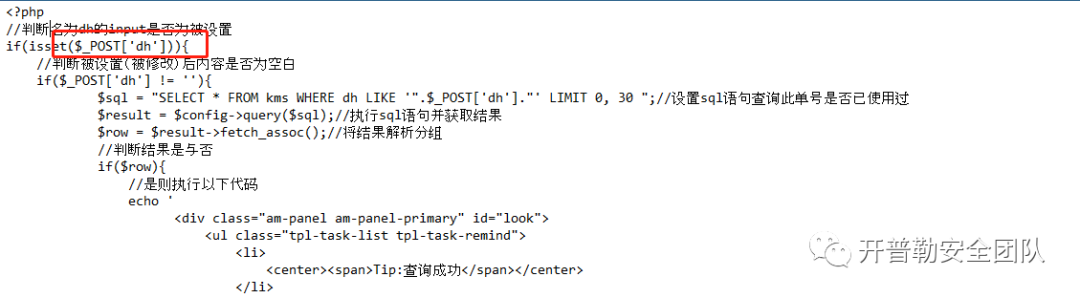 <?php
//判断名为dh的input是否为被设置
if(isset($_POST['dh'])){
//判断被设置(被修改)后内容是否为空白
if($_POST['dh'] != ''){
$sql = "SELECT * FROM kms WHERE dh LIKE '".$_POST['dh']."' LIMIT 0, 30 ";//设置sql语句查询此单号是否已使用过
$result = $config->query($sql);//执行sql语句并获取结果
$row = $result->fetch_assoc();//将结果解析分组
//判断结果是与否
if($row){
//是则执行以下代码
echo '
<div class="am-panel am-panel-primary" id="look">
<ul class="tpl-task-list tpl-task-remind">
<li>
<center><span>Tip:查询成功</span></center>
</li>
开普勒安全团队